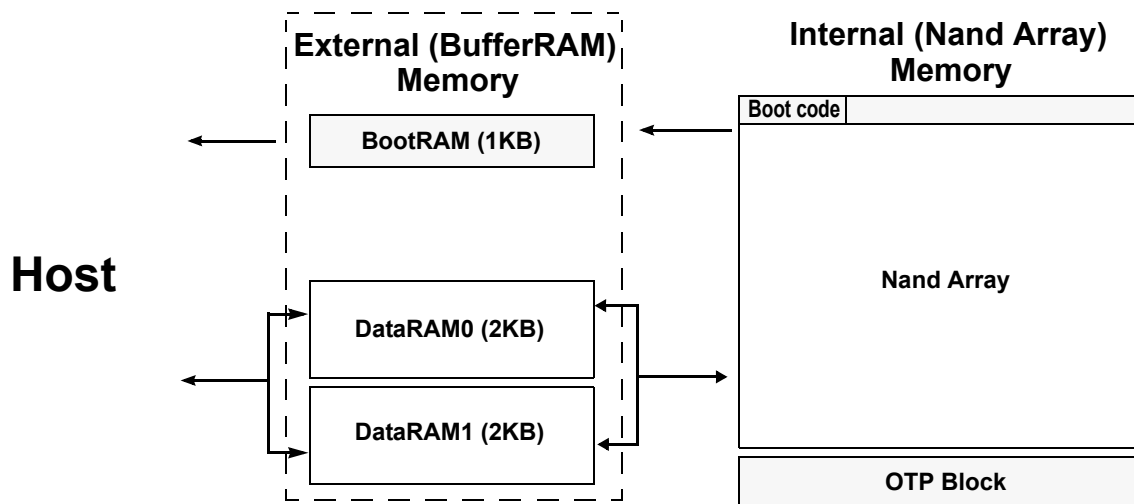 External (BufferRAM)
Memory
Internal (Nand Array)
Memory
Boot code
BootRAM (1KB)
Host
Nand Array
DataRAM0 (2KB)
DataRAM1 (2KB)
OTP Block